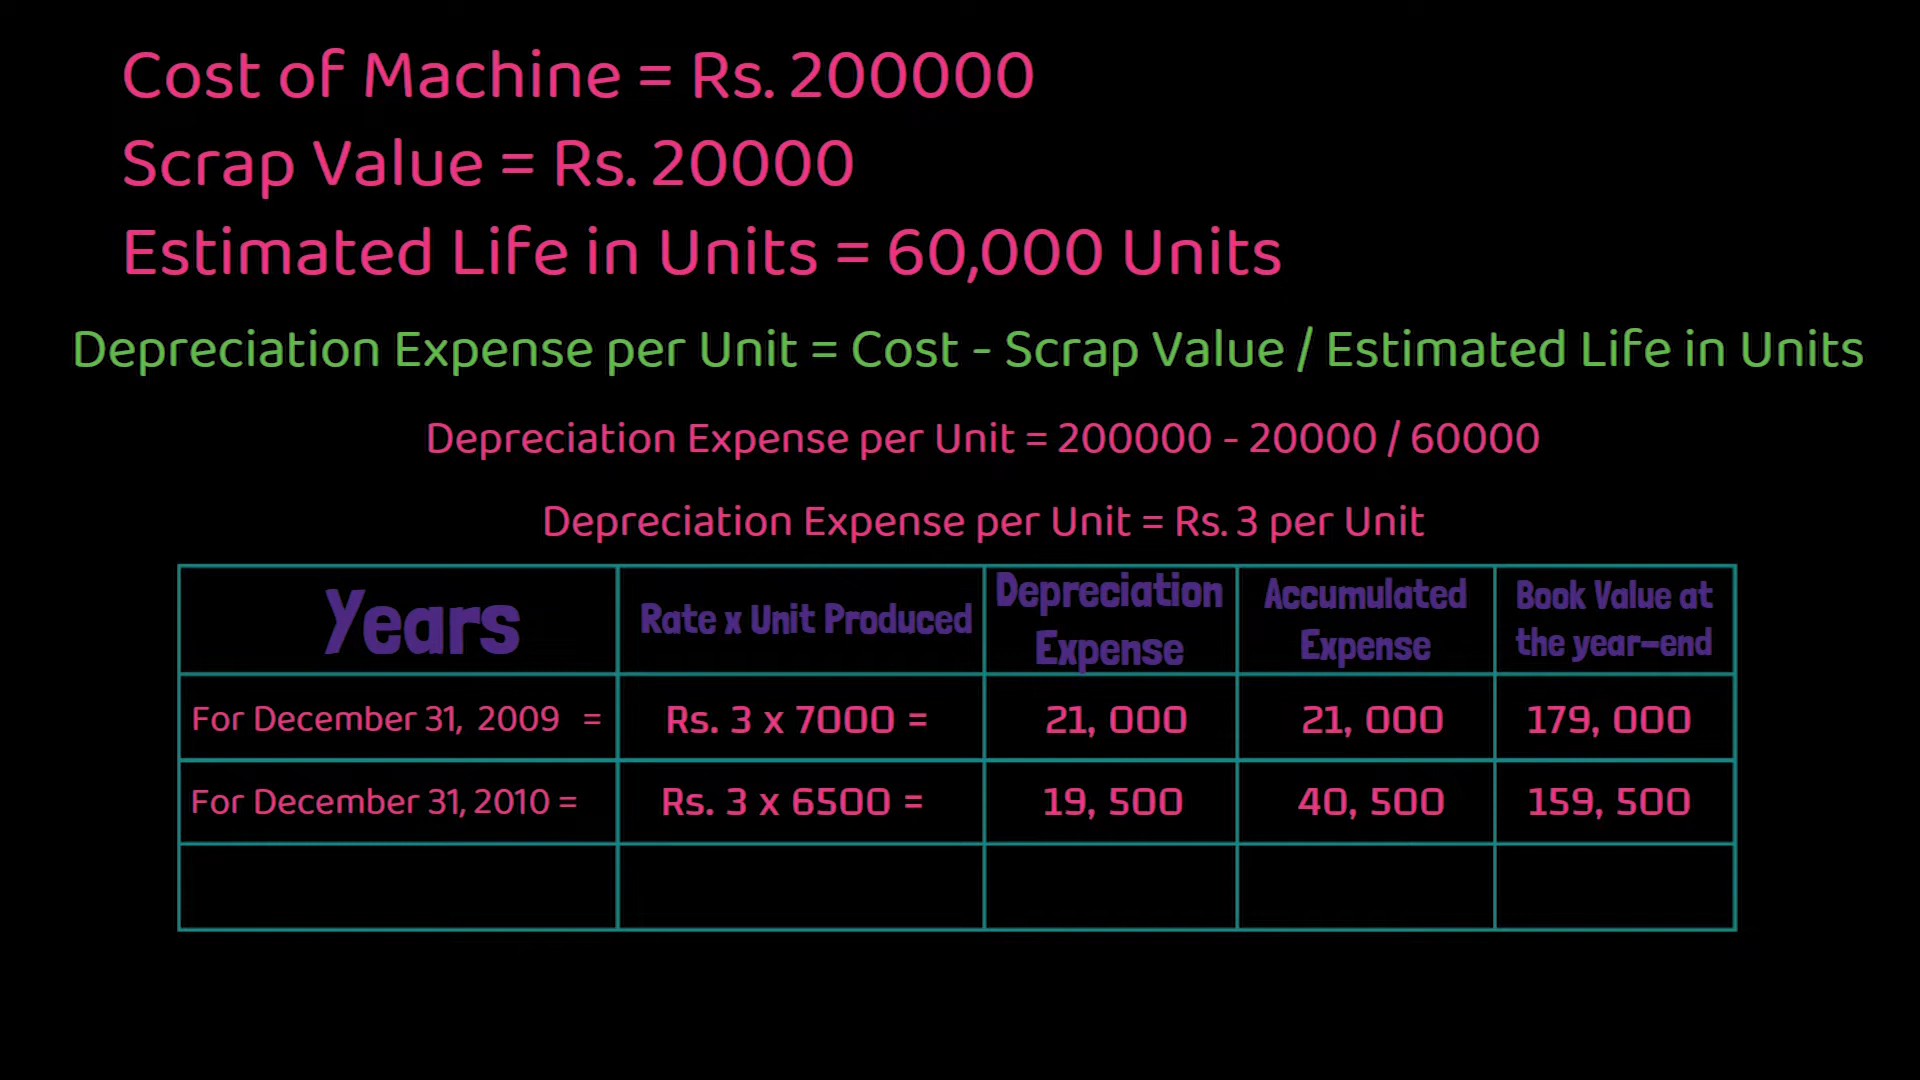 Cost of Machine = Rs. 200000
Scrap Value = Rs. 20000
Estimated Life in Units = 60,000 Units
Depreciation Expense per Unit = Cost - Scrap Value / Estimated Life in Units
Depreciation Expense per Unit = 200000 - 20000 / 60000
Depreciation Expense per Unit = Rs. 3 per Unit
Years
Rate x Unit Produced
Depreciation
Expense
Accumulated
Expense
Book Value at
the year-end
For December 31, 2009 = Rs. 3 x 7000 = 21, 000 21, 000 179, 000
For December 31, 2010 = Rs. 3 x 6500 = 19, 500 40, 500 159, 500